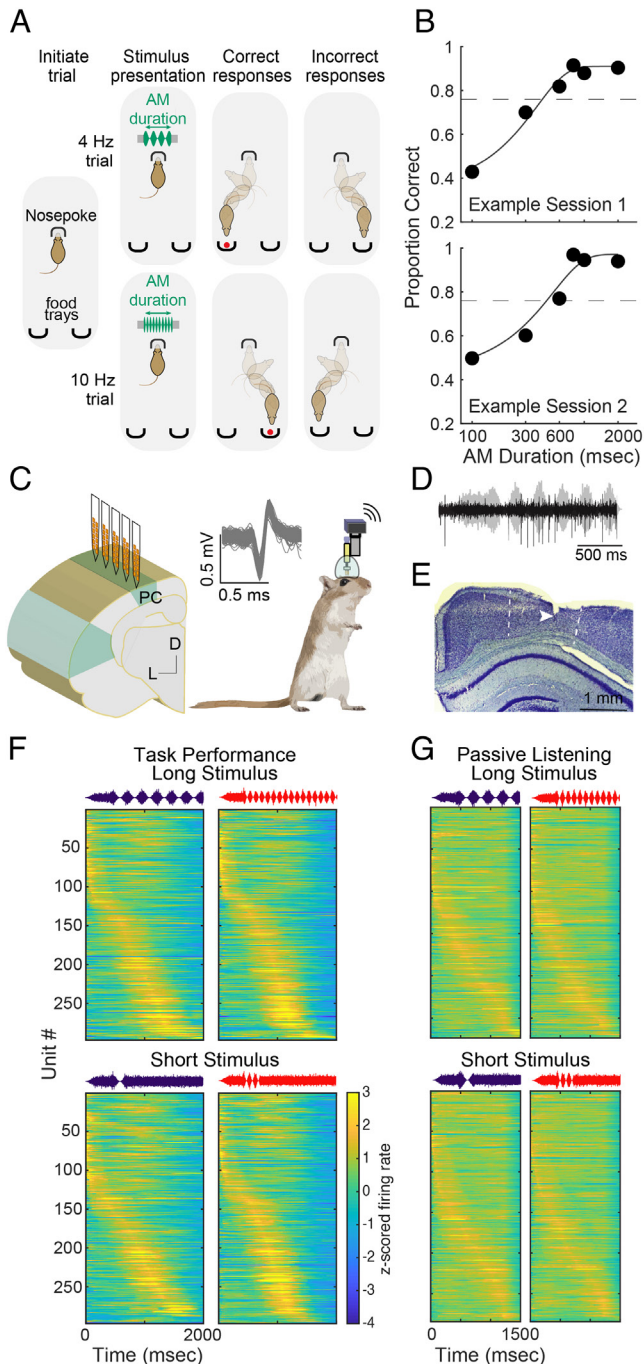 A
Initiate
trial
Stimulus
presentation
Correct
responses
Incorrect
responses
4 Hz
trial
AM
duration
Nosepoke
food
trays
AM
duration
10 Hz
trial
B
Proportion Correct
1
0.8
0.6
0.4
0.2
Example Session 1
1
0.8
0.6
0.4
0.2
Example Session 2
100
300
600
2000
AM Duration (msec)
C
PC
D
L
0.5 mV
0.5 ms
D
500 ms
E
1 mm
F
Task Performance
Long Stimulus
50
100
150
200
250
Unit #
Short Stimulus
50
100
150
200
250
0
2000
Time (msec)
3
2
1
0
-1
-2
-3
-4
z-scored firing rate
G
Passive Listening
Long Stimulus
Short Stimulus
0
1500
Time (msec)